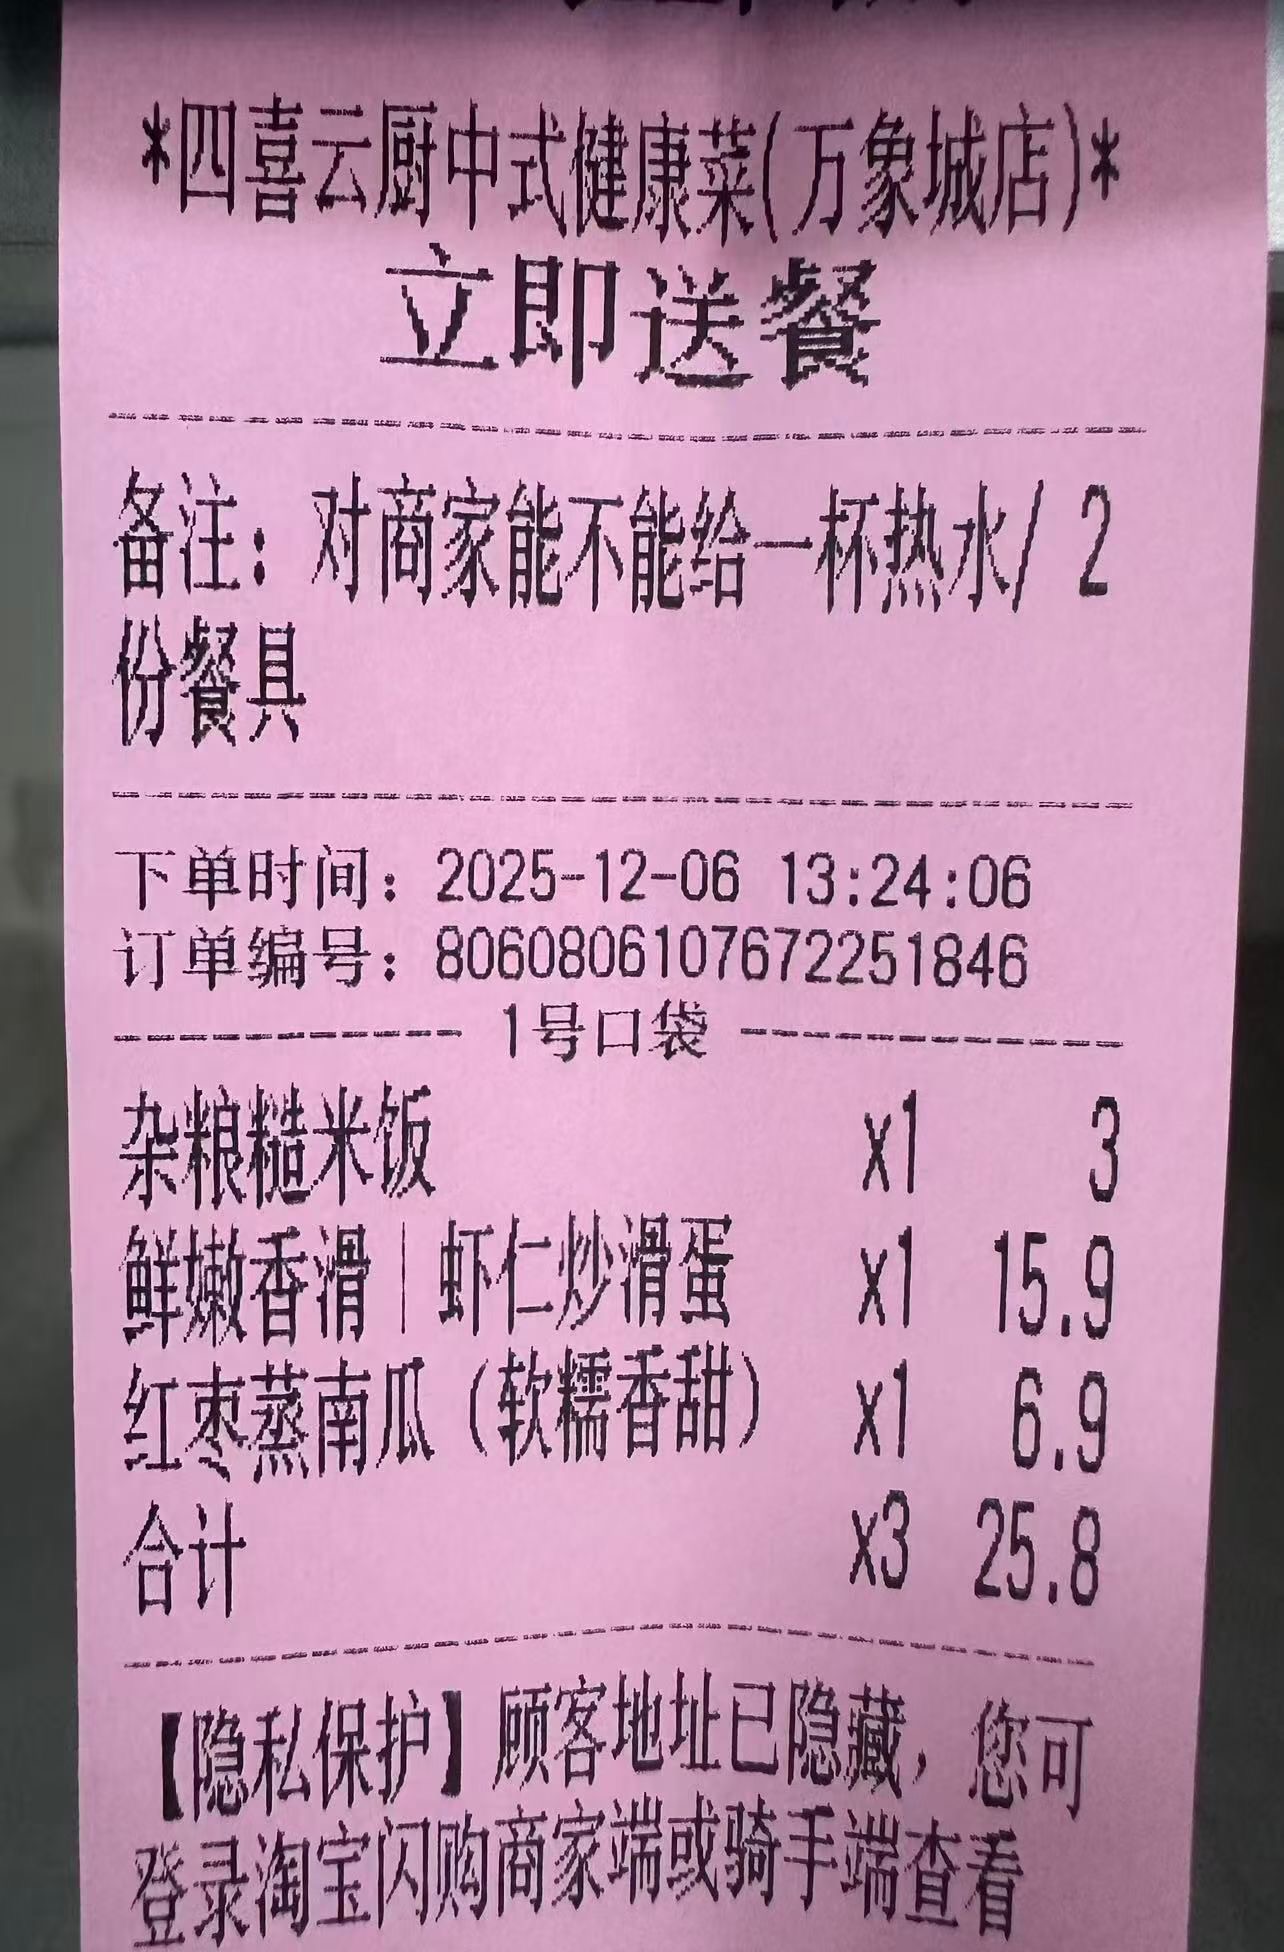 *四喜云厨中式健康菜(万象城店)*
立即送餐
备注：对商家能不能给一杯热水/ 2
份餐具
下单时间：2025-12-06 13:24:06
订单编号：8060806107672251846
1号口袋
杂粮糙米饭 x1 3
鲜嫩香滑｜虾仁炒滑蛋 x1 15.9
红枣蒸南瓜（软糯香甜） x1 6.9
合计 x3 25.8
【隐私保护】顾客地址已隐藏，您可
登录淘宝闪购商家端或骑手端查看